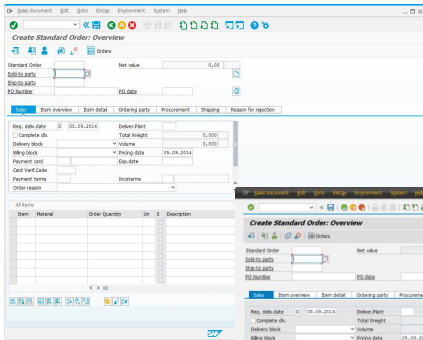 Sales document Edit Goto Extras Environment System Help
Create Standard Order: Overview
Orders
Standard Order Net value 0,00
Sold-to party
Ship-to party
PO Number PO date
Sales Item overview Item detail Ordering party Procurement Shipping Reason for rejection
Req. deliv.date D 05.09.2014 Deliver.Plant
Complete dlv. Total Weight 0,000
Delivery block Volume 0,000
Billing block Pricing date 05.09.2014
Payment card Exp.date
Card Verif.Code
Payment terms Incoterms
Order reason
All items
Item Material Order Quantity Un S Description
SAP
Sales document Edit Goto Extras Environment System Help
Create Standard Order: Overview
Orders
Standard Order Net value
Sold-to party
Ship-to party
PO Number PO date
Sales Item overview Item detail Ordering party Procureme
Req. deliv.date D 05.09.2014 Deliver.Plant
Complete dlv. Total Weight
Delivery block Volume
Billing block Pricing date 05.09.20